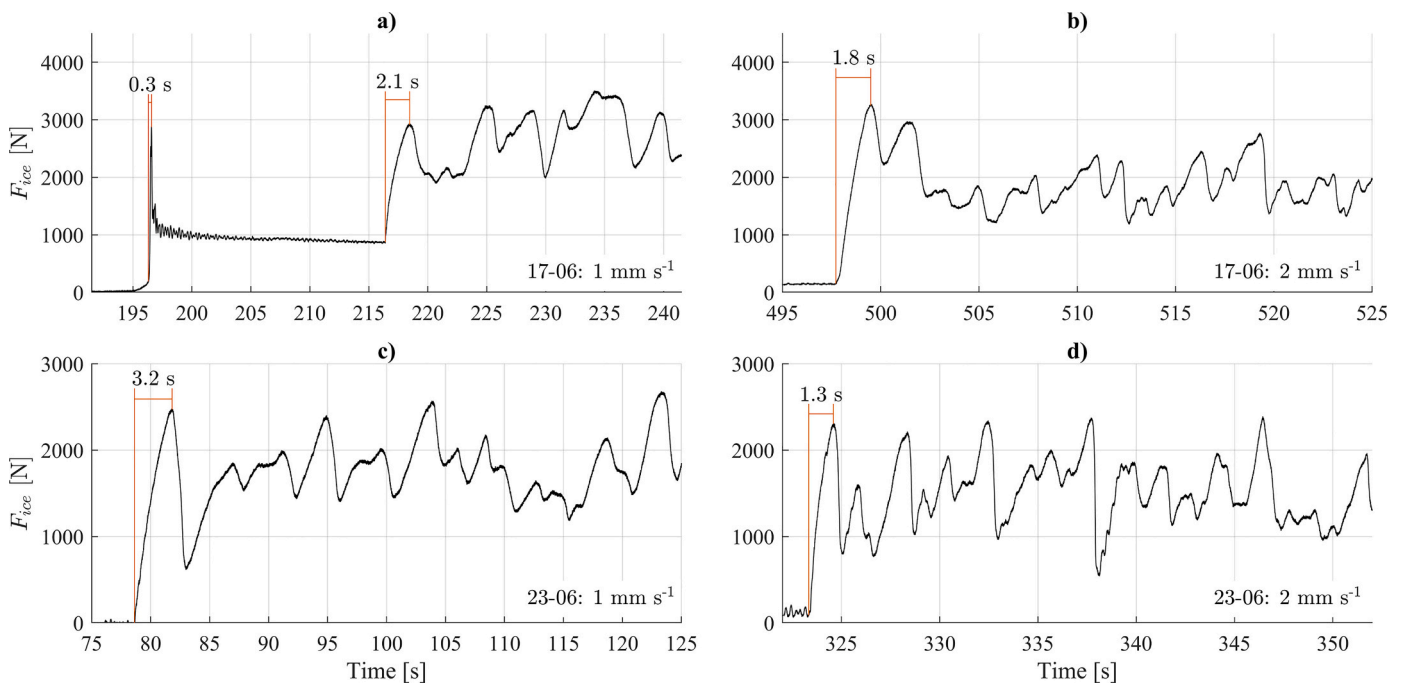 a)
F_ice [N]
4000
3000
2000
1000
0
0.3 s
2.1 s
17-06: 1 mm s⁻¹
195 200 205 210 215 220 225 230 235 240
b)
4000
3000
2000
1000
0
1.8 s
17-06: 2 mm s⁻¹
495 500 505 510 515 520 525
c)
F_ice [N]
3000
2000
1000
0
3.2 s
23-06: 1 mm s⁻¹
75 80 85 90 95 100 105 110 115 120 125
Time [s]
d)
3000
2000
1000
0
1.3 s
23-06: 2 mm s⁻¹
325 330 335 340 345 350
Time [s]